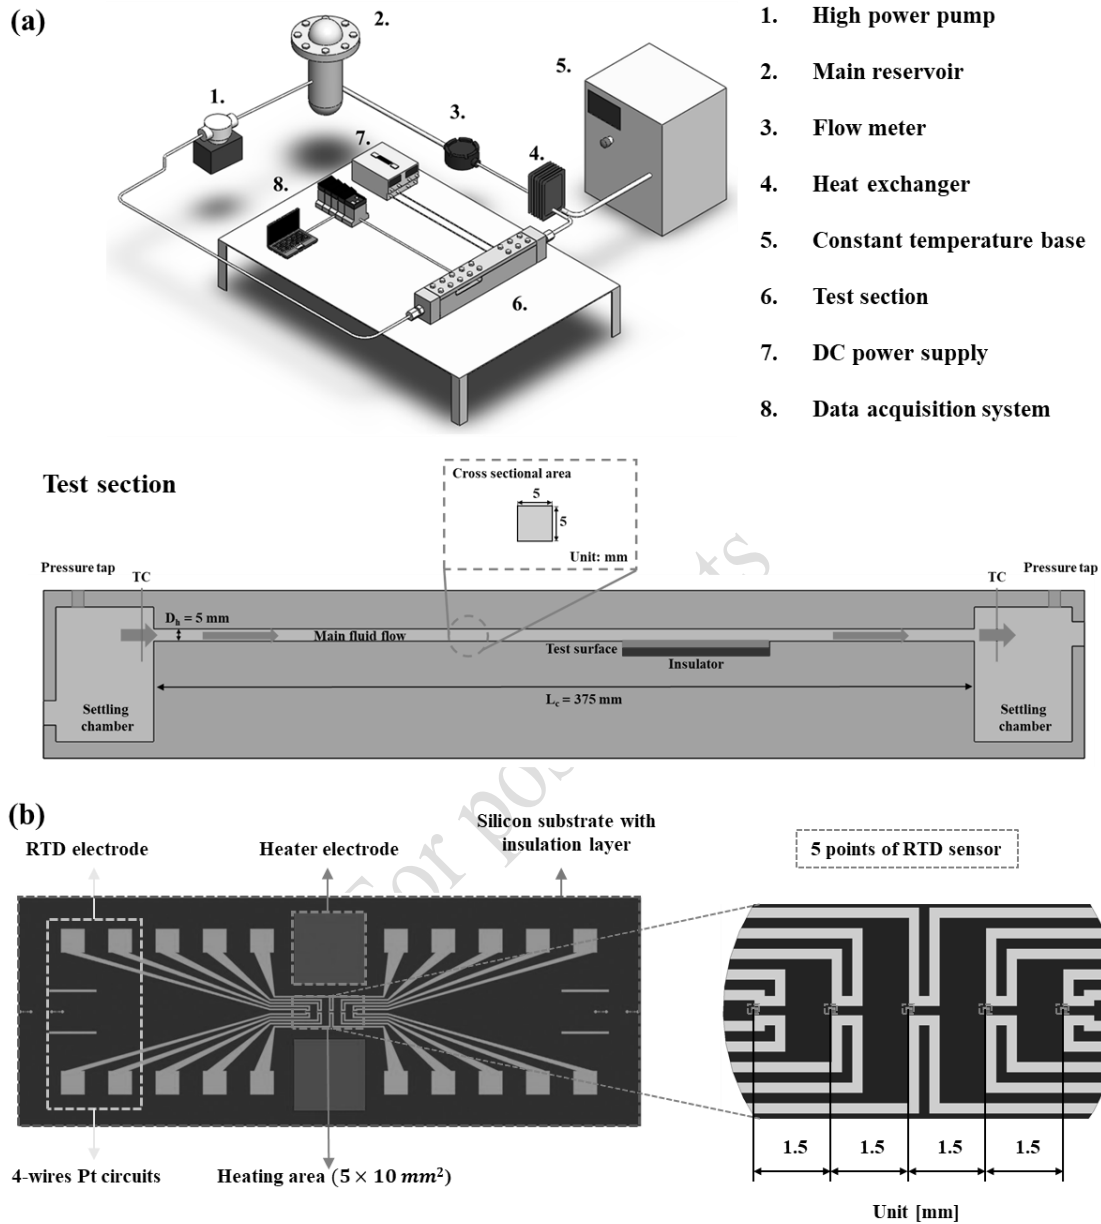 (a)
1.
2.
3.
4.
5.
6.
7.
8.
1. High power pump
2. Main reservoir
3. Flow meter
4. Heat exchanger
5. Constant temperature base
6. Test section
7. DC power supply
8. Data acquisition system
Test section
Cross sectional area
5
5
Unit: mm
Pressure tap
TC
TC
Pressure tap
Dₕ = 5 mm
Main fluid flow
Test surface
Insulator
L꜀ = 375 mm
Settling
chamber
Settling
chamber
(b)
RTD electrode
Heater electrode
Silicon substrate with
insulation layer
5 points of RTD sensor
4-wires Pt circuits
Heating area (5 × 10 mm²)
1.5
1.5
1.5
1.5
Unit [mm]